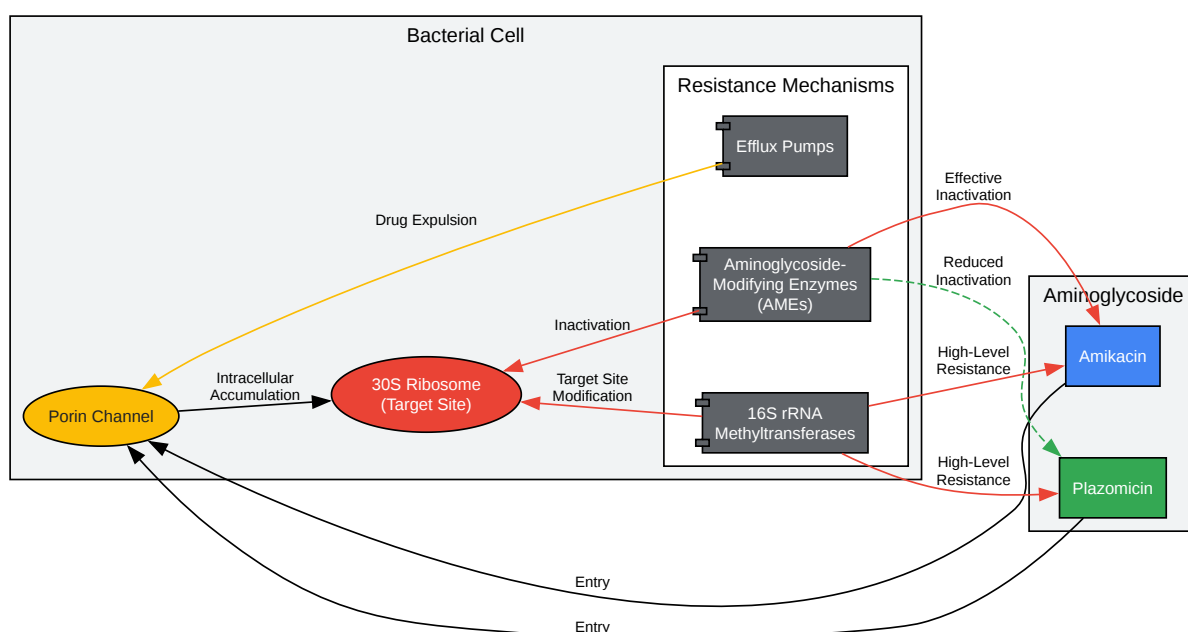 Bacterial Cell
Resistance Mechanisms
Efflux Pumps
Drug Expulsion
Effective
Inactivation
Aminoglycoside-
Modifying Enzymes
(AMEs)
Reduced
Inactivation
Aminoglycoside
Inactivation
Amikacin
High-Level
Resistance
Intracellular
Accumulation
30S Ribosome
(Target Site)
Target Site
Modification
Porin Channel
16S rRNA
Methyltransferases
High-Level
Resistance
Plazomicin
Entry
Entry